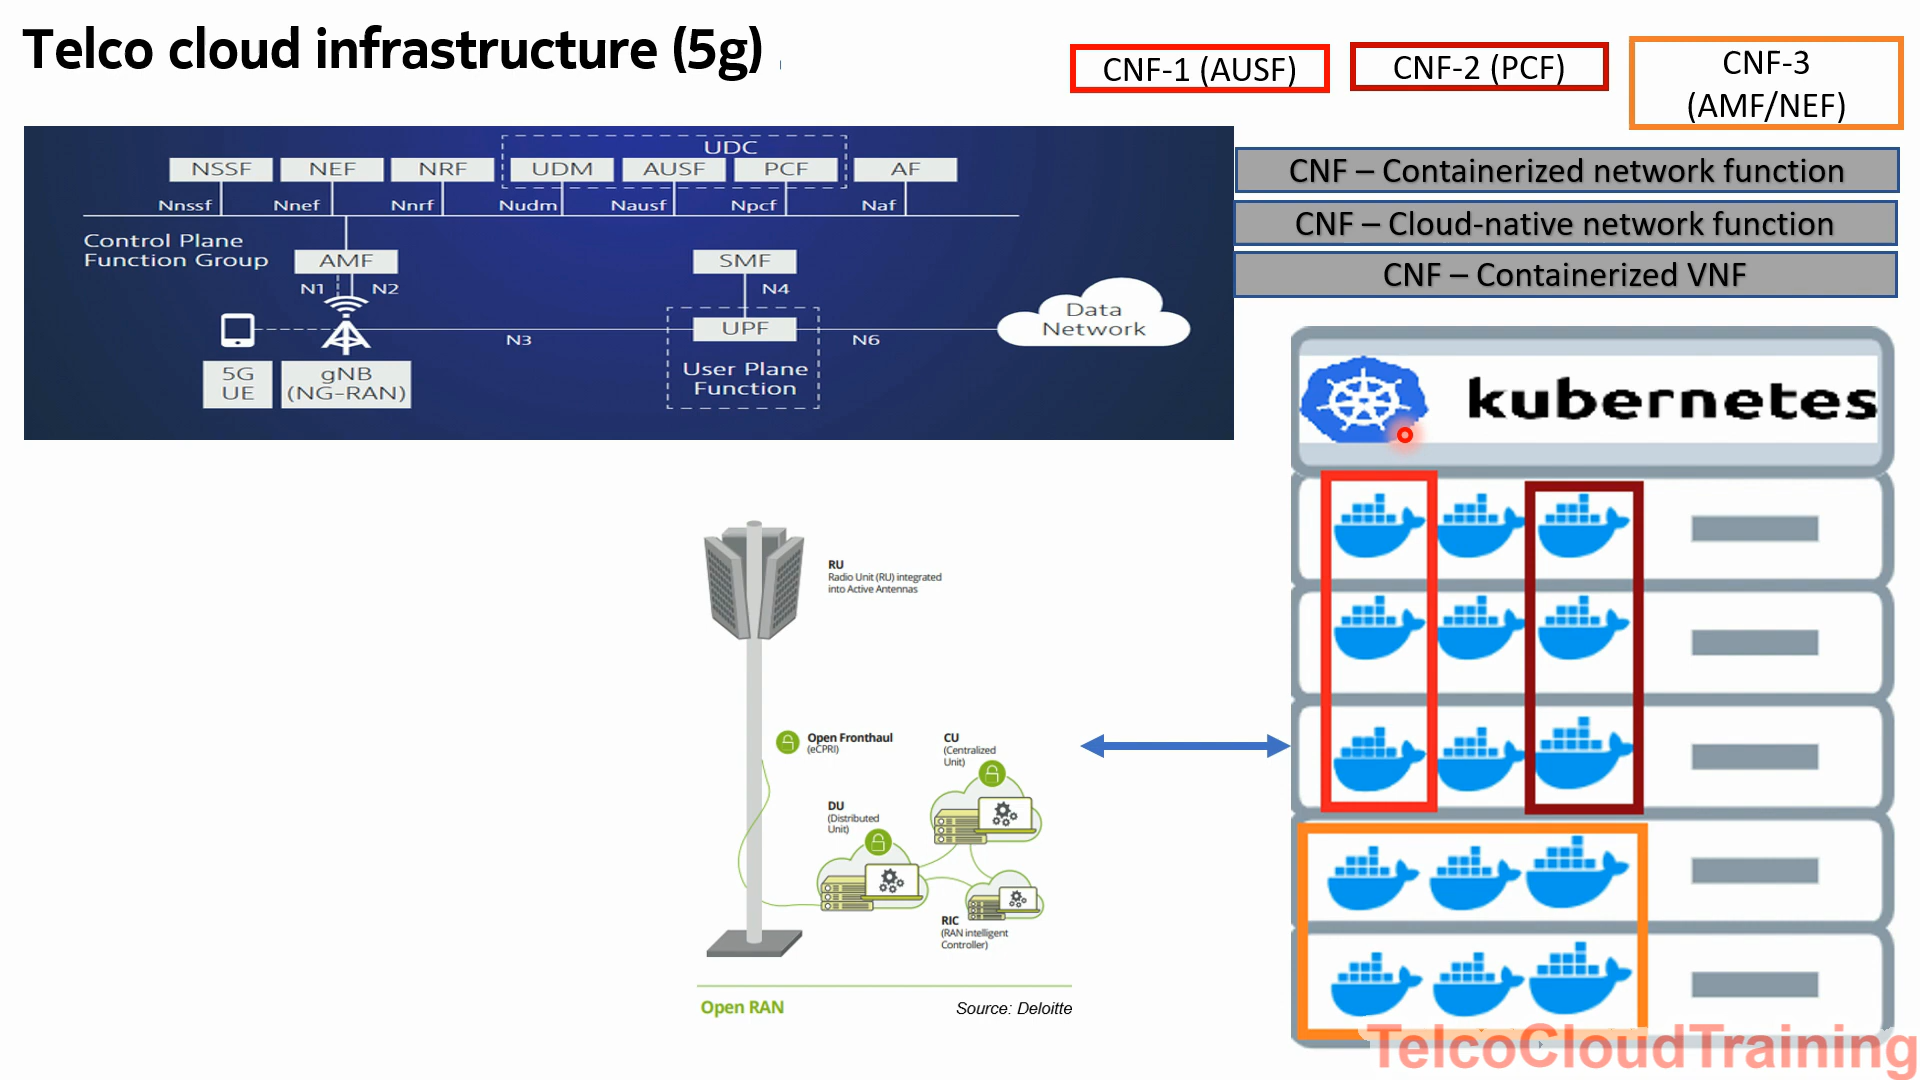 Telco cloud infrastructure (5g)
CNF-1 (AUSF)
CNF-2 (PCF)
CNF-3
(AMF/NEF)
UDC
NSSF
NEF
NRF
UDM
AUSF
PCF
AF
Nnssf
Nnef
Nnrf
Nudm
Nausf
Npcf
Naf
Control Plane
Function Group
AMF
SMF
N1
N2
N4
UPF
N3
N6
Data
Network
User Plane
Function
5G
UE
gNB
(NG-RAN)
CNF – Containerized network function
CNF – Cloud-native network function
CNF – Containerized VNF
kubernetes
RU
Radio Unit (RU) integrated
into Active Antennas
Open Fronthaul
(eCPRI)
CU
(Centralized
Unit)
DU
(Distributed
Unit)
RIC
(RAN intelligent
Controller)
Open RAN
Source: Deloitte
TelcoCloudTraining